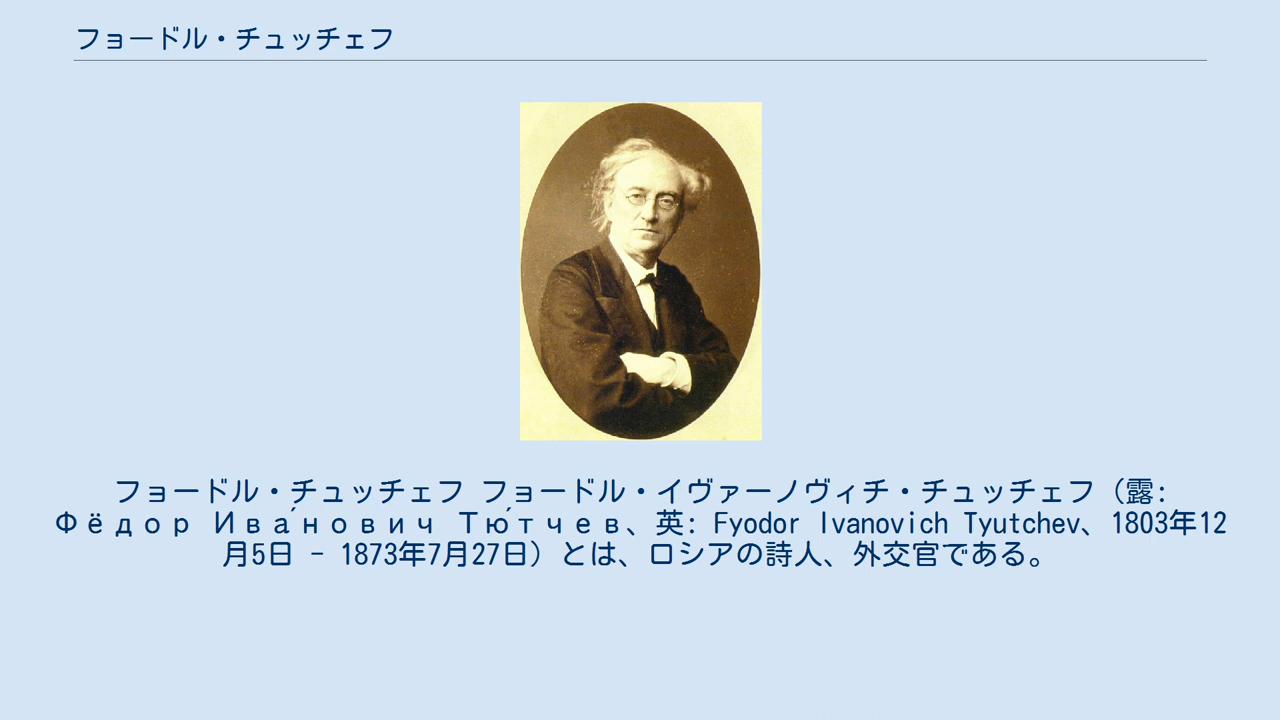 フョードル・チュッチェフ
フョードル・チュッチェフ フョードル・イヴァーノヴィチ・チュッチェフ（露:
Фёдор Ива́нович Тю́тчев、英: Fyodor Ivanovich Tyutchev、1803年12
月5日 - 1873年7月27日）とは、ロシアの詩人、外交官である。